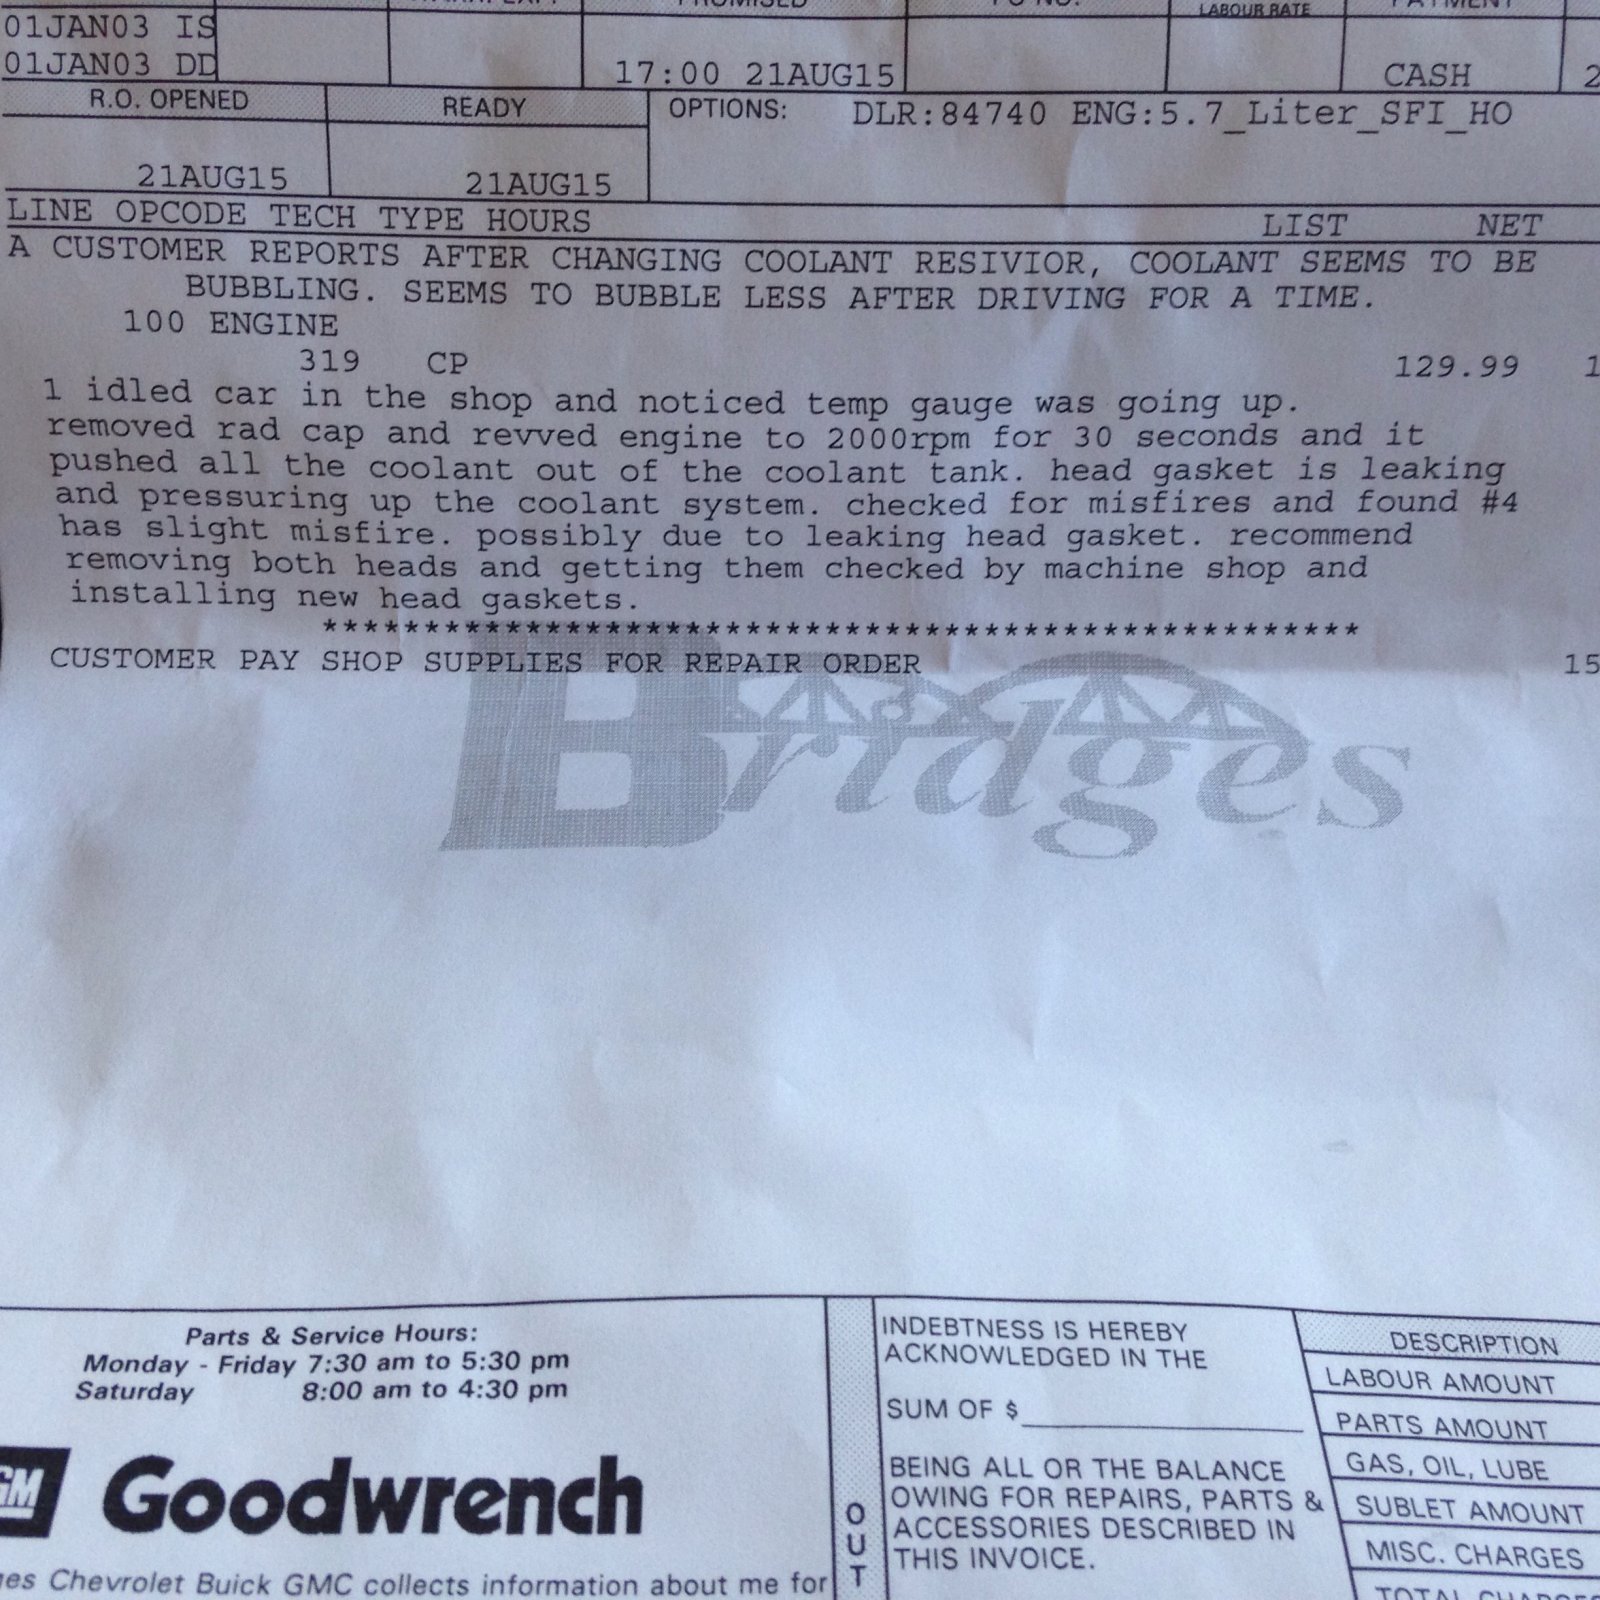 LABOUR RATE
01JAN03 IS
01JAN03 DD
17:00 21AUG15
CASH
2
R.O. OPENED
READY
OPTIONS: DLR:84740 ENG:5.7_Liter_SFI_HO
21AUG15
21AUG15
LINE OPCODE TECH TYPE HOURS LIST NET
A CUSTOMER REPORTS AFTER CHANGING COOLANT RESIVIOR, COOLANT SEEMS TO BE
BUBBLING. SEEMS TO BUBBLE LESS AFTER DRIVING FOR A TIME.
100 ENGINE
319 CP 129.99 1
1 idled car in the shop and noticed temp gauge was going up.
removed rad cap and revved engine to 2000rpm for 30 seconds and it
pushed all the coolant out of the coolant tank. head gasket is leaking
and pressuring up the coolant system. checked for misfires and found #4
has slight misfire. possibly due to leaking head gasket. recommend
removing both heads and getting them checked by machine shop and
installing new head gaskets.
***************************************************
CUSTOMER PAY SHOP SUPPLIES FOR REPAIR ORDER 15
Bridges
Parts & Service Hours:
Monday - Friday 7:30 am to 5:30 pm
Saturday 8:00 am to 4:30 pm
GM Goodwrench
Chevrolet Buick GMC collects information about me for
OUT
INDEBTNESS IS HEREBY
ACKNOWLEDGED IN THE
SUM OF $
BEING ALL OR THE BALANCE
OWING FOR REPAIRS, PARTS &
ACCESSORIES DESCRIBED IN
THIS INVOICE.
DESCRIPTION
LABOUR AMOUNT
PARTS AMOUNT
GAS, OIL, LUBE
SUBLET AMOUNT
MISC. CHARGES
TOTAL CHARGES